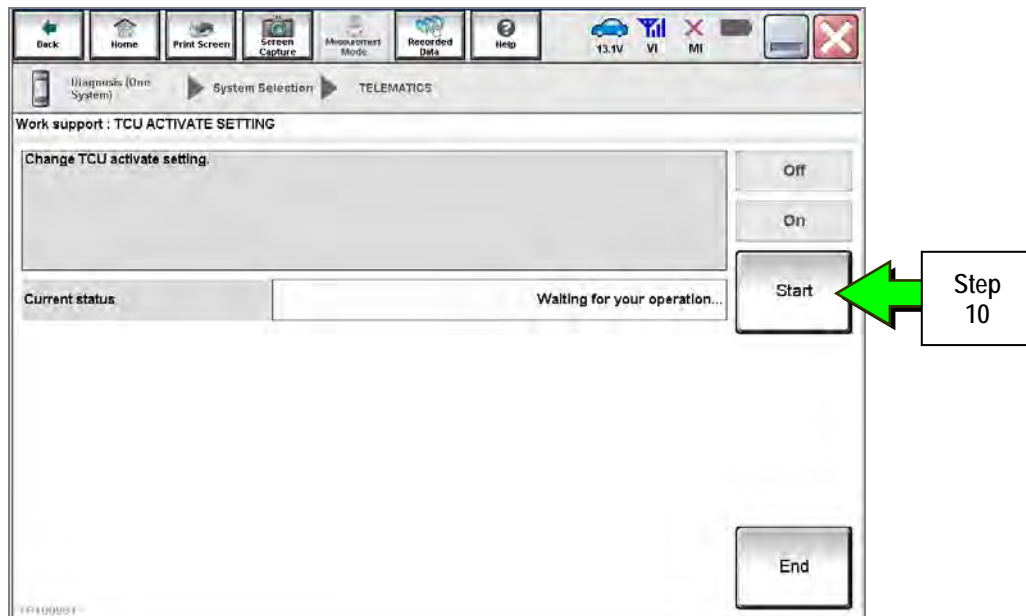 Back
Home
Print Screen
Screen
Capture
Measurement
Mode
Recorded
Data
Help
13.1V
VI
MI
Diagnosis (One
System)
System Selection
TELEMATICS
Work support : TCU ACTIVATE SETTING
Change TCU activate setting.
Off
On
Start
Step
10
Current status
Waiting for your operation...
End